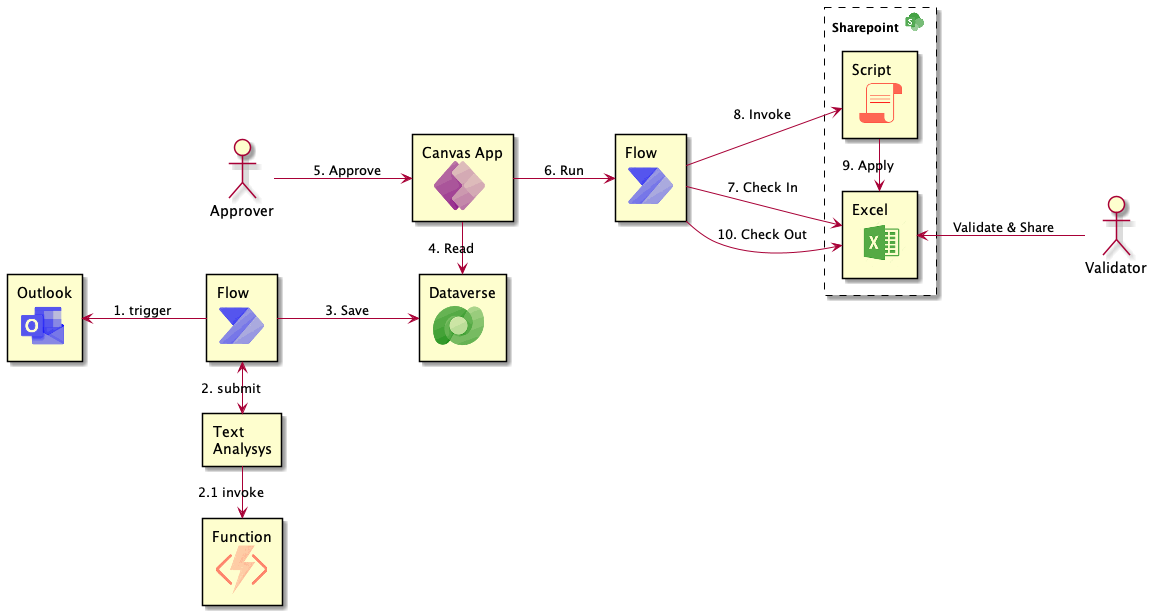 Sharepoint
Script
8. Invoke
9. Apply
Canvas App
5. Approve
6. Run
Flow
7. Check In
10. Check Out
Excel
X
S
Validate & Share
Approver
Validator
4. Read
Outlook
O
1. trigger
Flow
3. Save
Dataverse
2. submit
Text
Analysys
2.1 invoke
Function